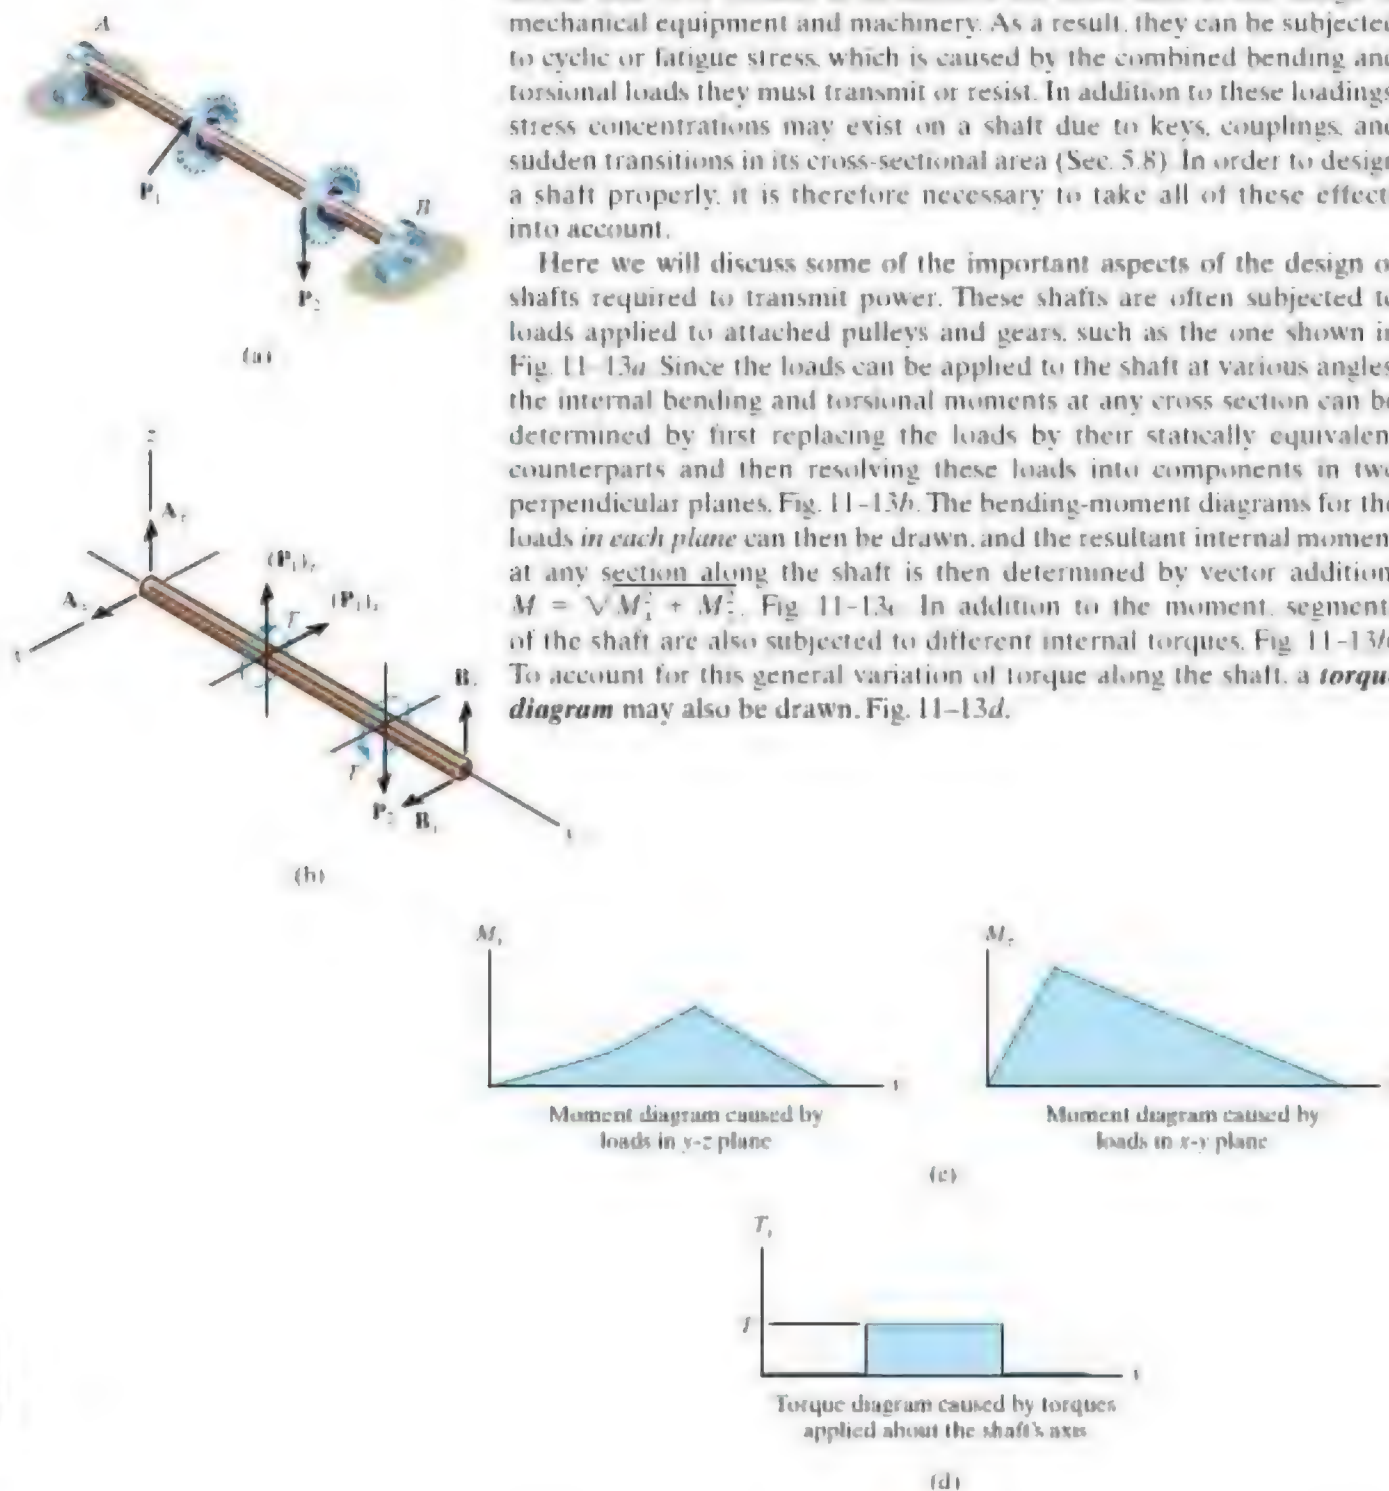 mechanical equipment and machinery. As a result, they can be subjected
to cyclic or fatigue stress, which is caused by the combined bending and
torsional loads they must transmit or resist. In addition to these loadings,
stress concentrations may exist on a shaft due to keys, couplings, and
sudden transitions in its cross-sectional area (Sec. 5.8). In order to design
a shaft properly, it is therefore necessary to take all of these effects
into account.
Here we will discuss some of the important aspects of the design of
shafts required to transmit power. These shafts are often subjected to
loads applied to attached pulleys and gears, such as the one shown in
Fig. 11–13a. Since the loads can be applied to the shaft at various angles,
the internal bending and torsional moments at any cross section can be
determined by first replacing the loads by their statically equivalent
counterparts and then resolving these loads into components in two
perpendicular planes, Fig. 11–13b. The bending-moment diagrams for the
loads in each plane can then be drawn, and the resultant internal moment
at any section along the shaft is then determined by vector addition,
M = √ Fig. 11–13c. In addition to the moment, segments
of the shaft are also subjected to different internal torques, Fig. 11–13b.
To account for this general variation of torque along the shaft, a torque
diagram may also be drawn, Fig. 11–13d.
A
P1
B
P2
(a)
z
(P1)z
T
P2
(b)
Moment diagram caused by
loads in y-z plane
Moment diagram caused by
loads in x-y plane
(c)
T
Torque diagram caused by torques
applied about the shaft's axis
(d)